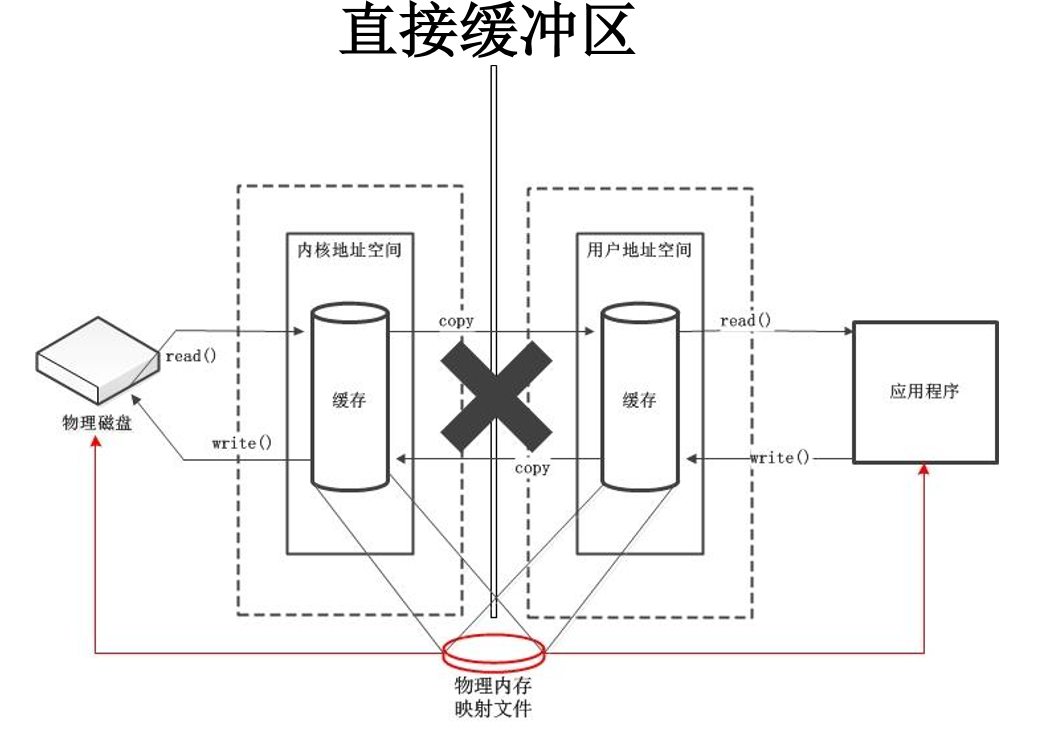 直接缓冲区
内核地址空间
用户地址空间
copy
read()
read()
缓存
缓存
应用程序
物理磁盘
write()
copy
write()
物理内存
映射文件